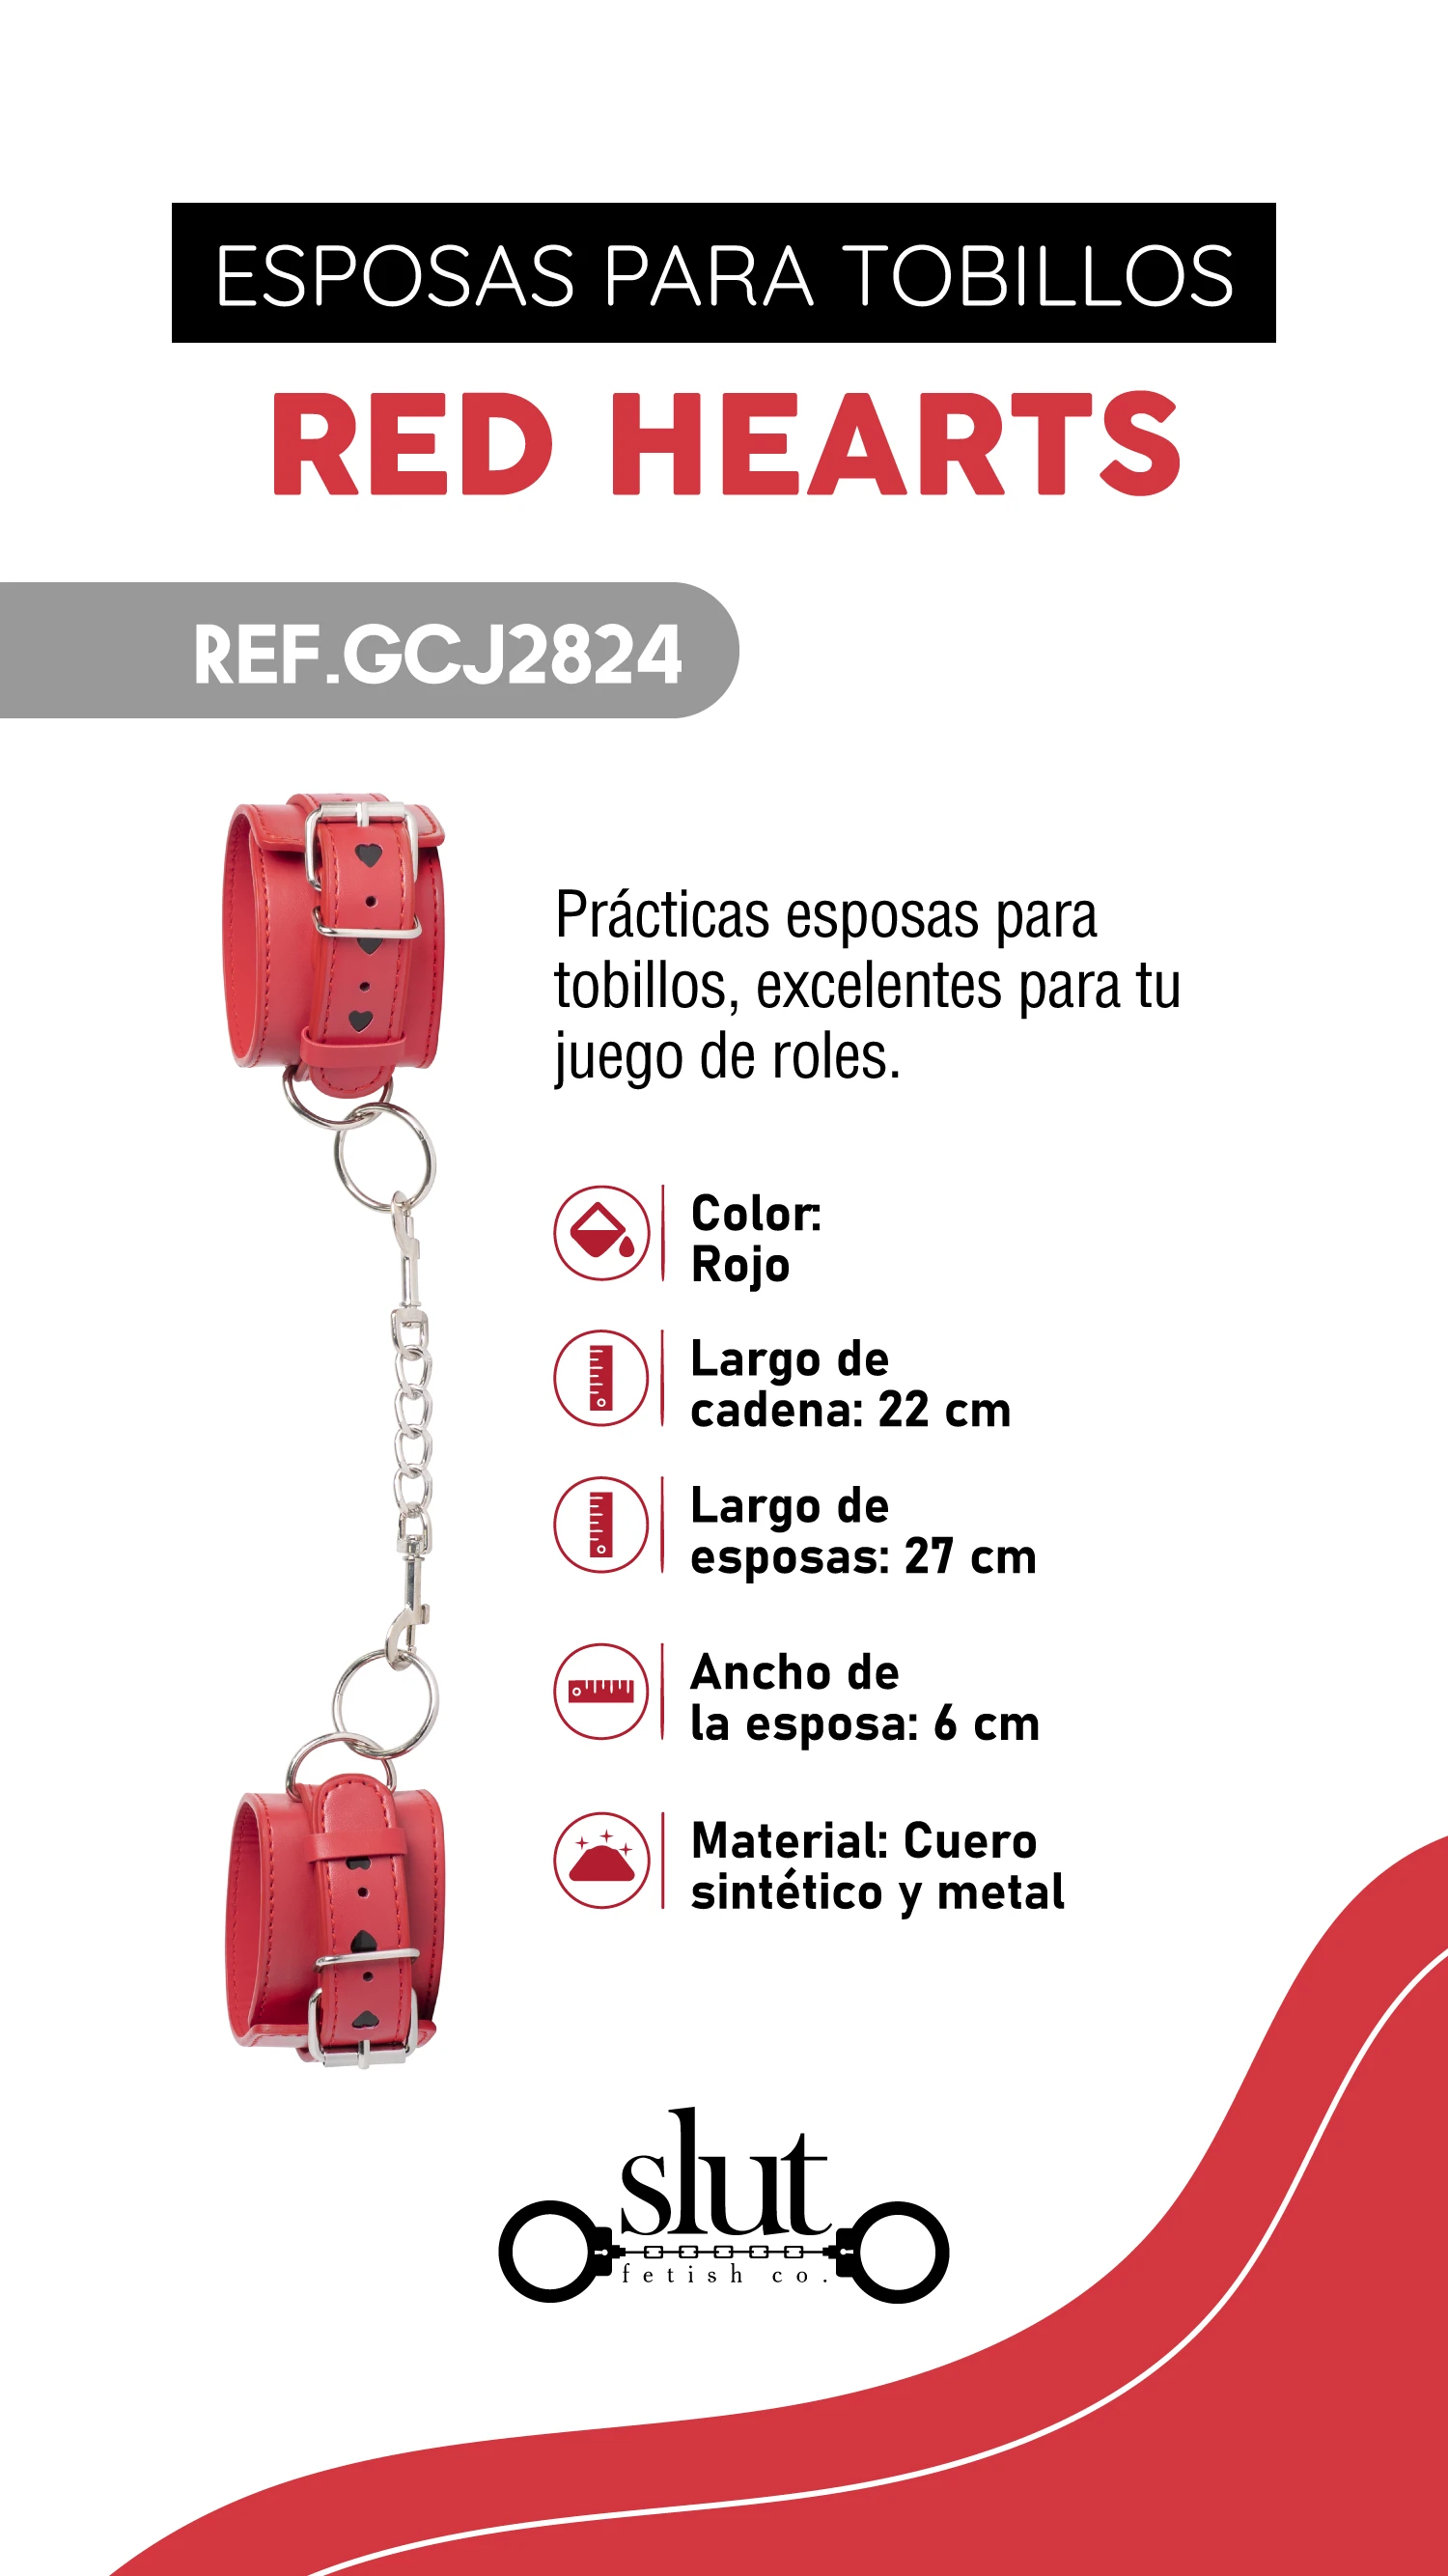 ESPOSAS PARA TOBILLOS
RED HEARTS
REF.GCJ2824
Prácticas esposas para
tobillos, excelentes para tu
juego de roles.
Color:
Rojo
Largo de
cadena: 22 cm
Largo de
esposas: 27 cm
Ancho de
la esposa: 6 cm
Material: Cuero
sintético y metal
slut
fetish co.